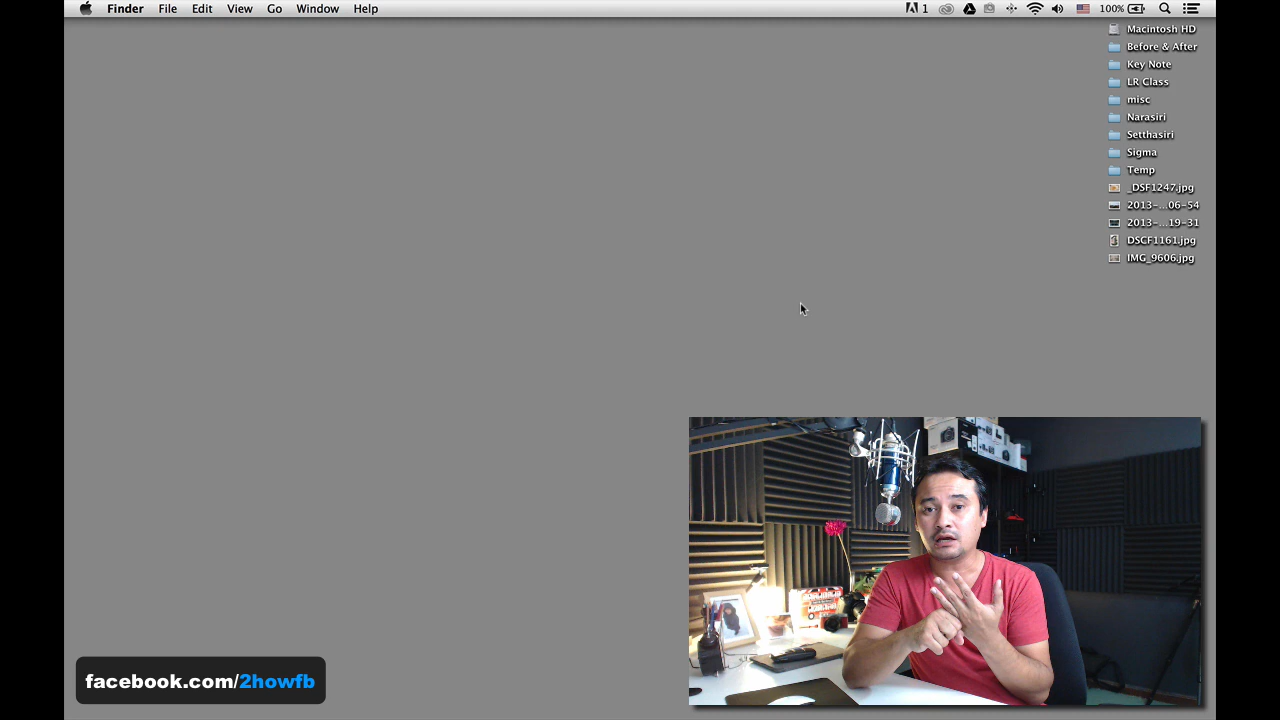 Finder File Edit View Go Window Help 1 100%
Macintosh HD
Before & After
Key Note
LR Class
misc
Narasiri
Setthasiri
Sigma
Temp
_DSF1247.jpg
2013-...06-54
2013-...19-31
DSCF1161.jpg
IMG_9606.jpg
facebook.com/2howfb